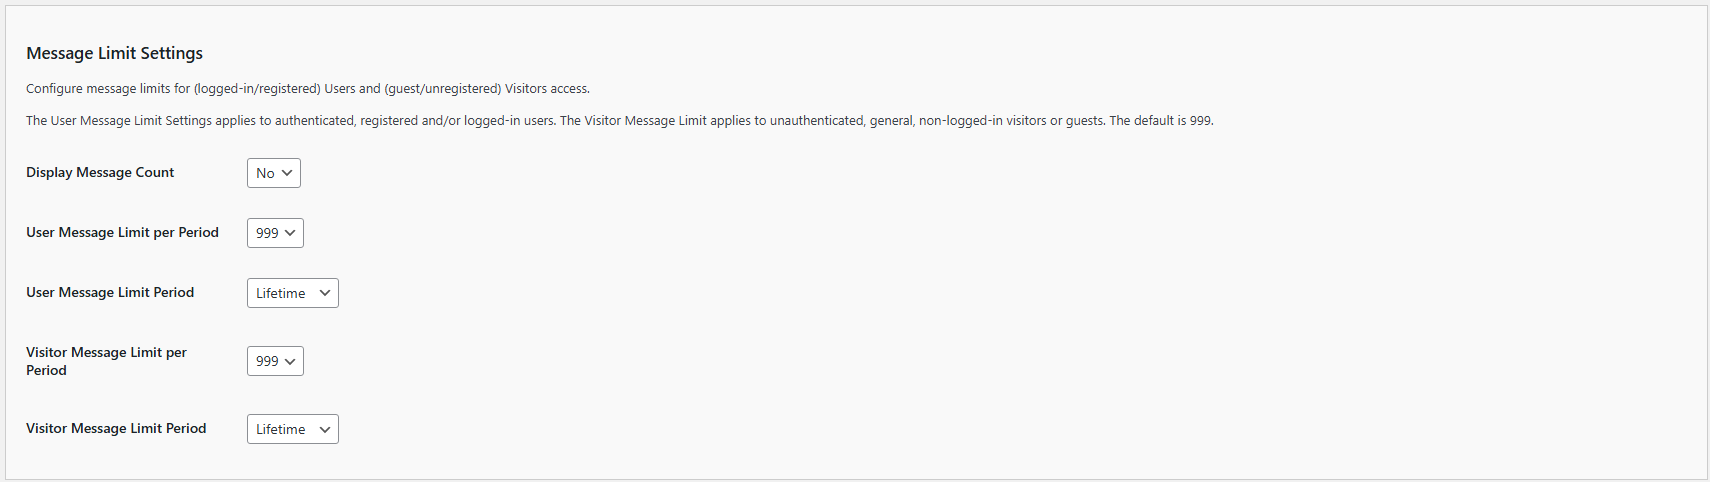 Message Limit Settings
Configure message limits for (logged-in/registered) Users and (guest/unregistered) Visitors access.
The User Message Limit Settings applies to authenticated, registered and/or logged-in users. The Visitor Message Limit applies to unauthenticated, general, non-logged-in visitors or guests. The default is 999.
Display Message Count
No
User Message Limit per Period
999
User Message Limit Period
Lifetime
Visitor Message Limit per
Period
999
Visitor Message Limit Period
Lifetime